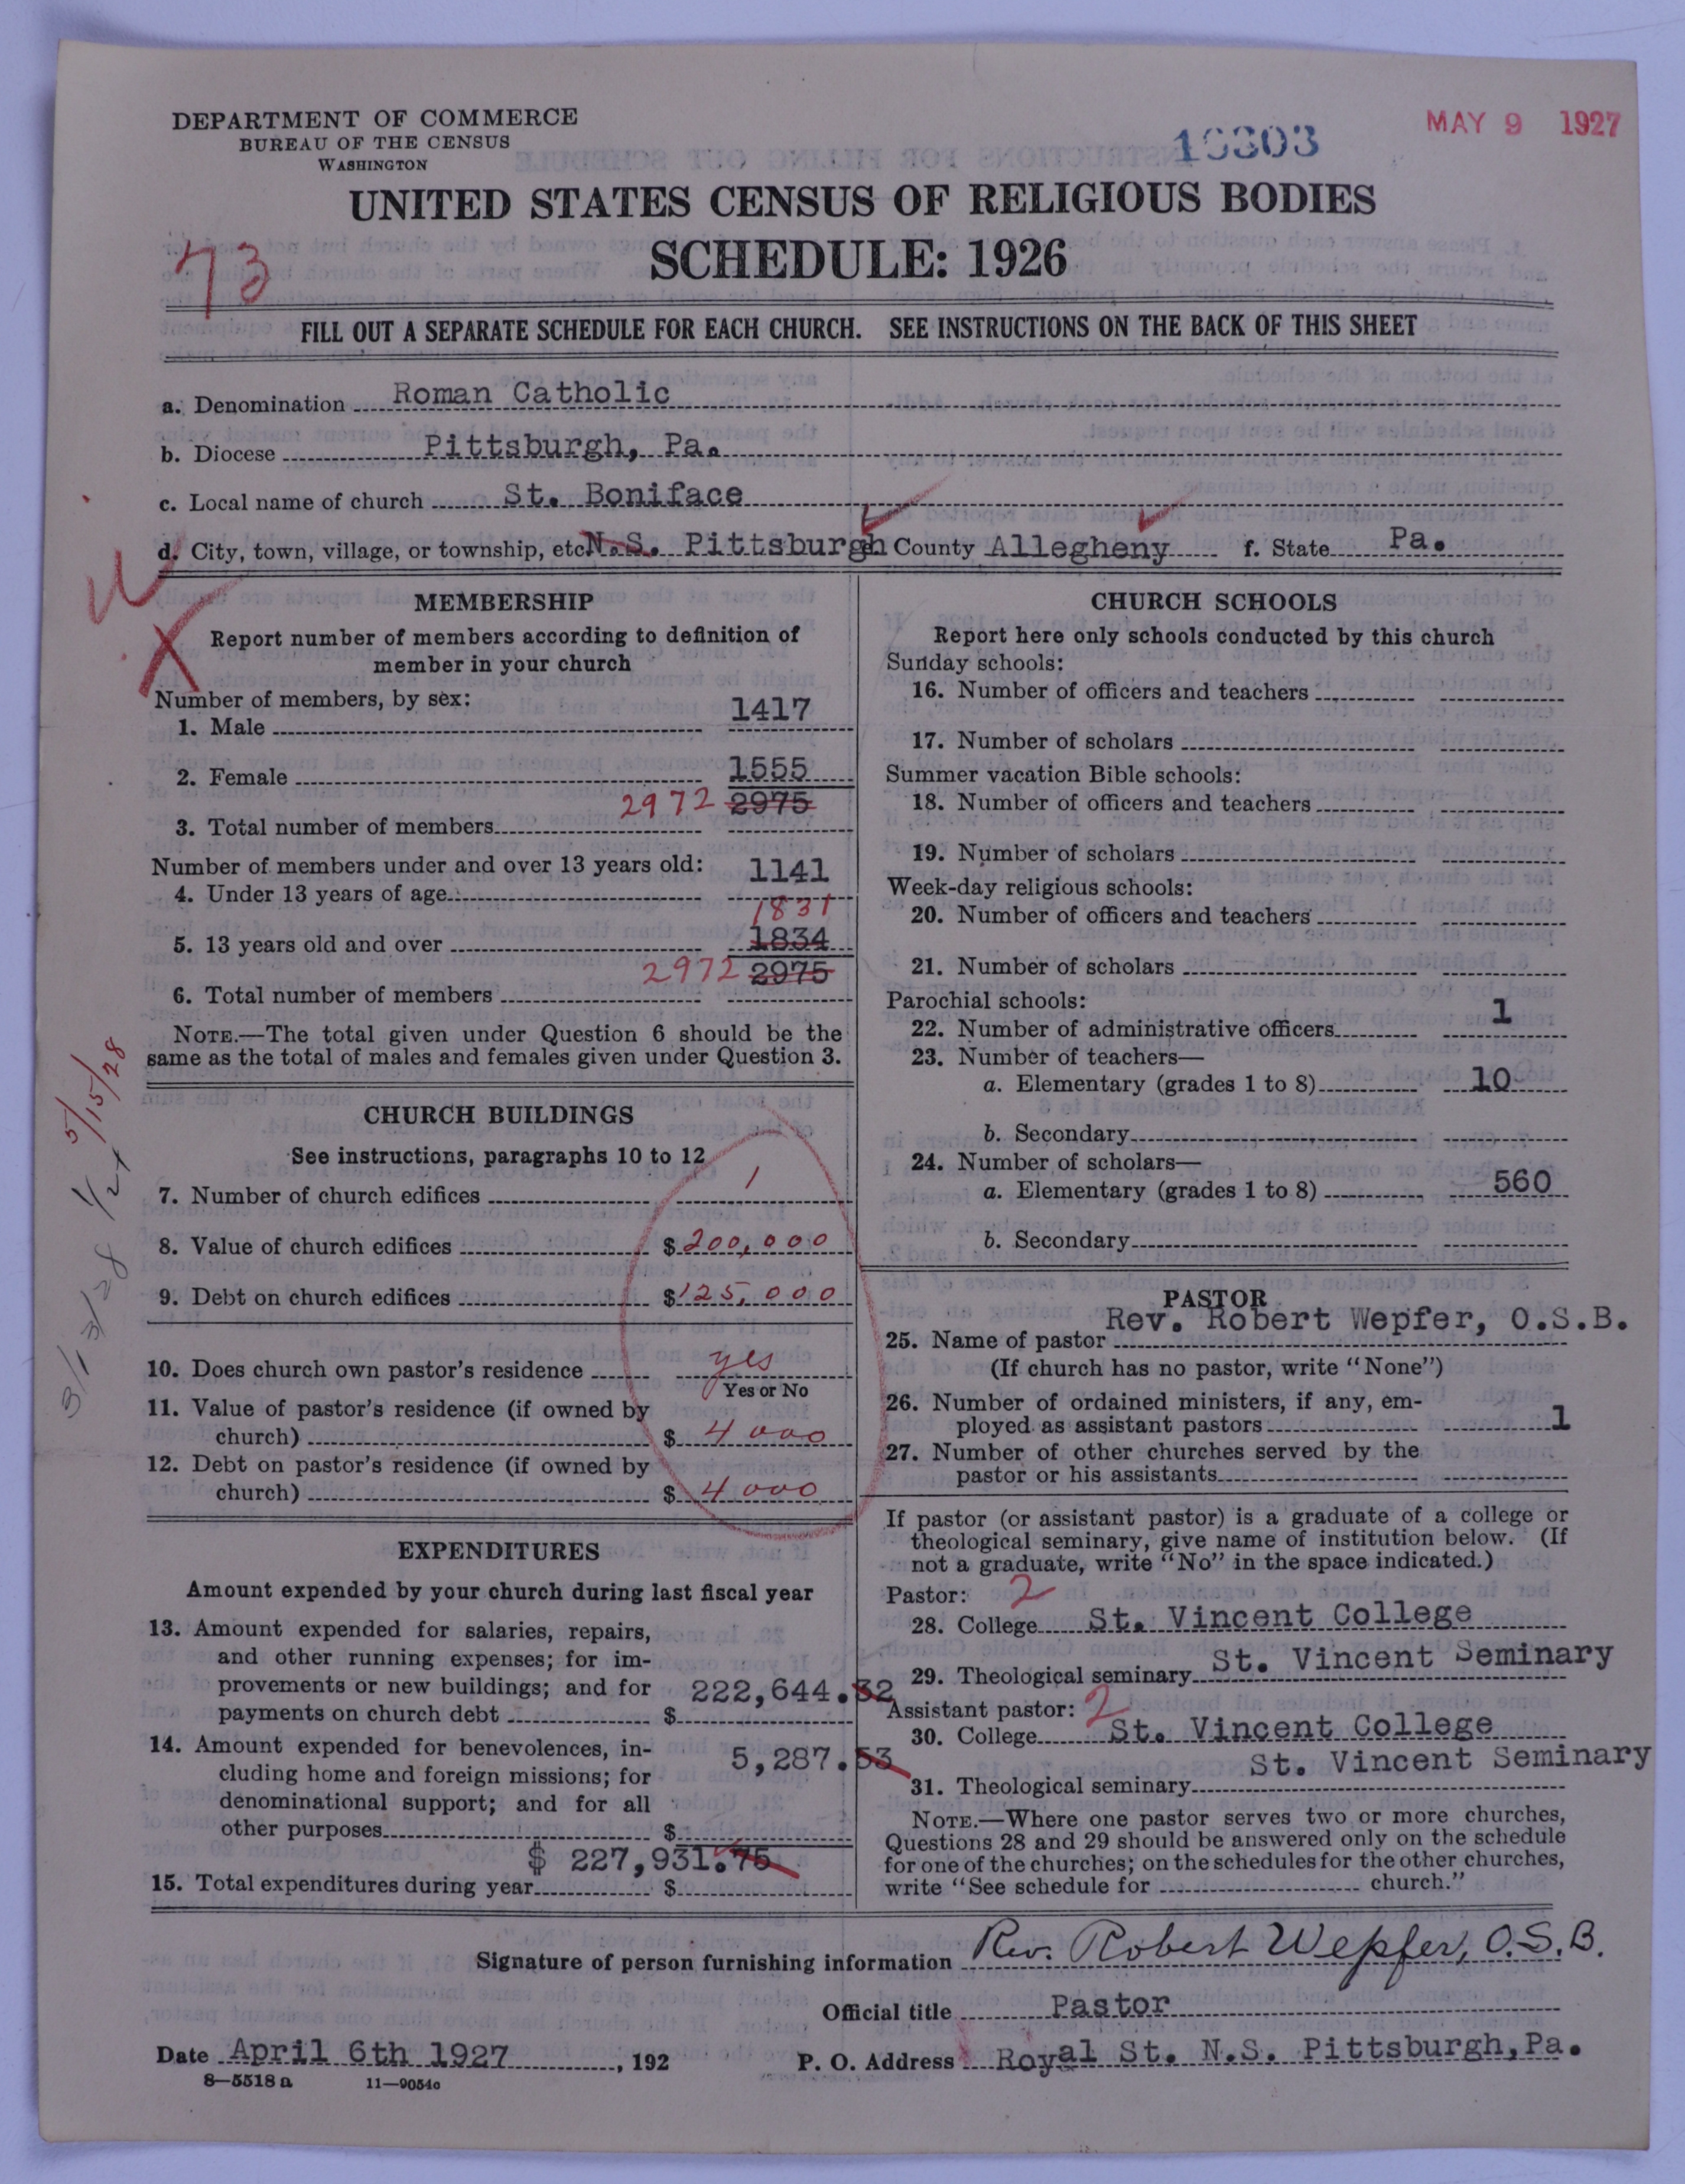 DEPARTMENT OF COMMERCE
BUREAU OF THE CENSUS
WASHINGTON
MAY 9 1927
UNITED STATES CENSUS OF RELIGIOUS BODIES
SCHEDULE: 1926
73
FILL OUT A SEPARATE SCHEDULE FOR EACH CHURCH. SEE INSTRUCTIONS ON THE BACK OF THIS SHEET
a. Denomination Roman Catholic
b. Diocese Pittsburgh, Pa.
c. Local name of church St. Boniface
d. City, town, village, or township, etc. N.S. Pittsburgh e. County Allegheny f. State Pa.
MEMBERSHIP
Report number of members according to definition of
member in your church
Number of members, by sex:
1. Male 1417
2. Female 1555
2972 2975
3. Total number of members
Number of members under and over 13 years old:
4. Under 13 years of age 1141
1831
5. 13 years old and over 1834
2972 2975
6. Total number of members
NOTE.—The total given under Question 6 should be the
same as the total of males and females given under Question 3.
CHURCH BUILDINGS
See instructions, paragraphs 10 to 12
7. Number of church edifices 1
8. Value of church edifices $ 200,000
9. Debt on church edifices $ 125,000
10. Does church own pastor's residence yes
Yes or No
11. Value of pastor's residence (if owned by
church) $ 4000
12. Debt on pastor's residence (if owned by
church) $ 4000
EXPENDITURES
Amount expended by your church during last fiscal year
13. Amount expended for salaries, repairs,
and other running expenses; for im-
provements or new buildings; and for 222,644.32
payments on church debt $
14. Amount expended for benevolences, in- 5,287.53
cluding home and foreign missions; for
denominational support; and for all
other purposes $
$ 227,931.75
15. Total expenditures during year $
CHURCH SCHOOLS
Report here only schools conducted by this church
Sunday schools:
16. Number of officers and teachers
17. Number of scholars
Summer vacation Bible schools:
18. Number of officers and teachers
19. Number of scholars
Week-day religious schools:
20. Number of officers and teachers
21. Number of scholars
Parochial schools:
22. Number of administrative officers 1
23. Number of teachers—
a. Elementary (grades 1 to 8) 10
b. Secondary
24. Number of scholars—
a. Elementary (grades 1 to 8) 560
b. Secondary
PASTOR
Rev. Robert Wepfer, O.S.B.
25. Name of pastor
(If church has no pastor, write "None")
26. Number of ordained ministers, if any, em-
ployed as assistant pastors 1
27. Number of other churches served by the
pastor or his assistants
If pastor (or assistant pastor) is a graduate of a college or
theological seminary, give name of institution below. (If
not a graduate, write "No" in the space indicated.)
Pastor: 2
28. College St. Vincent College
29. Theological seminary St. Vincent Seminary
Assistant pastor: 2
30. College St. Vincent College
St. Vincent Seminary
31. Theological seminary
NOTE.—Where one pastor serves two or more churches,
Questions 28 and 29 should be answered only on the schedule
for one of the churches; on the schedules for the other churches,
write "See schedule for church."
5/15/28
3/13/28
Signature of person furnishing information Rev. Robert Wepfer, O.S.B.
Official title Pastor
Date April 6th 1927, 192 P. O. Address Royal St. N.S. Pittsburgh, Pa.
8—5518 a 11—9054c